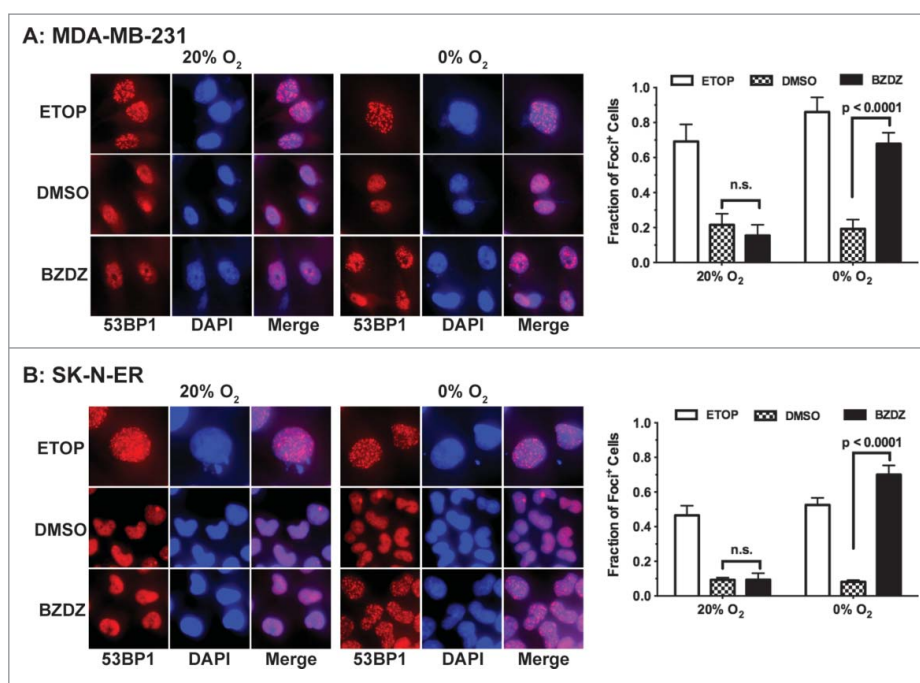 A: MDA-MB-231
20% O₂
0% O₂
ETOP
DMSO
BZDZ
53BP1 DAPI Merge 53BP1 DAPI Merge
ETOP DMSO BZDZ
Fraction of Foci⁺ Cells
1.0
0.8
0.6
0.4
0.2
0.0
n.s.
p < 0.0001
20% O₂ 0% O₂
B: SK-N-ER
20% O₂
0% O₂
ETOP
DMSO
BZDZ
53BP1 DAPI Merge 53BP1 DAPI Merge
ETOP DMSO BZDZ
Fraction of Foci⁺ Cells
1.0
0.8
0.6
0.4
0.2
0.0
n.s.
p < 0.0001
20% O₂ 0% O₂